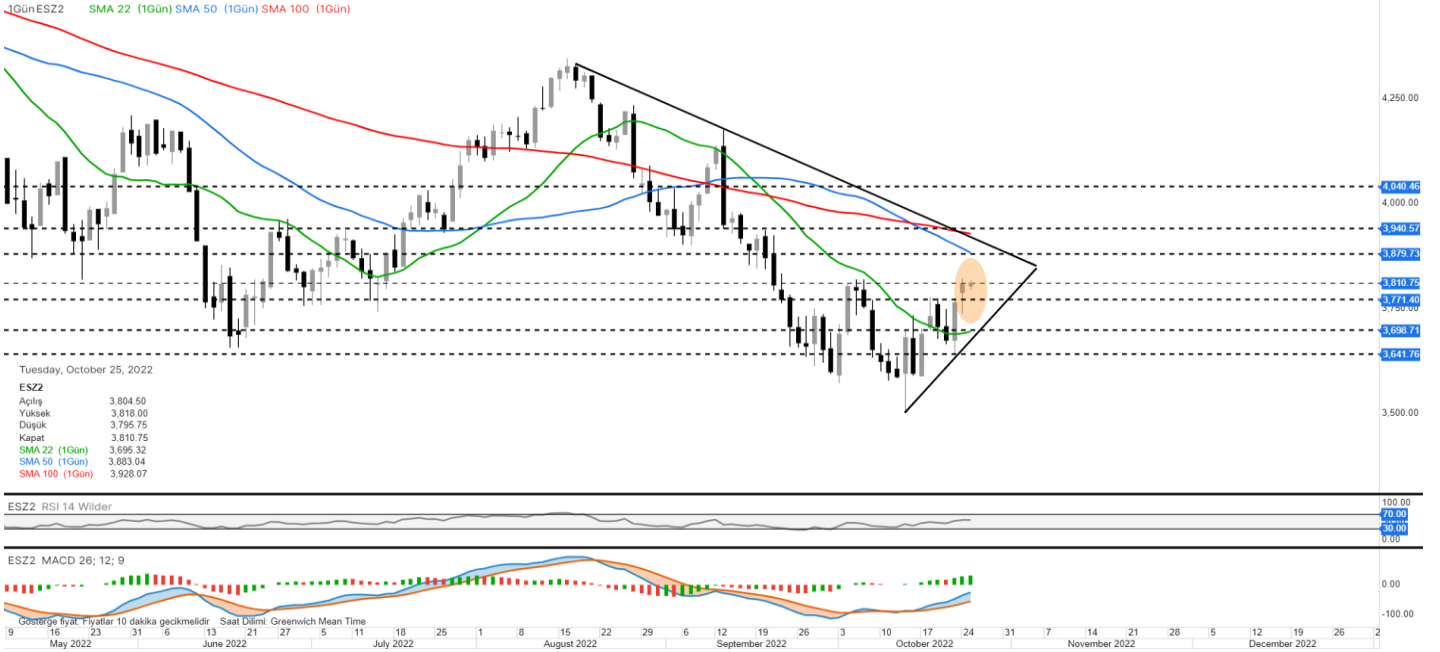 1Gün ESZ2 SMA 22 (1Gün) SMA 50 (1Gün) SMA 100 (1Gün)
4,250.00
4,040.46
4,000.00
3,940.57
3,879.73
3,810.75
3,771.40
3,750.00
3,698.71
3,641.76
3,500.00
Tuesday, October 25, 2022
ESZ2
Açılış 3,804.50
Yüksek 3,818.00
Düşük 3,795.75
Kapat 3,810.75
SMA 22 (1Gün) 3,695.32
SMA 50 (1Gün) 3,883.04
SMA 100 (1Gün) 3,928.07
ESZ2 RSI 14 Wilder
100.00
70.00
30.00
0.00
ESZ2 MACD 26; 12; 9
0.00
-100.00
Gösterge fiyat. Fiyatlar 10 dakika gecikmelidir Saat Dilimi: Greenwich Mean Time
9 16 23 31 6 13 21 27 5 11 18 25 1 8 15 22 29 6 12 19 26 3 10 17 24 31 7 14 21 28 5 12 19 26 2
May 2022 June 2022 July 2022 August 2022 September 2022 October 2022 November 2022 December 2022